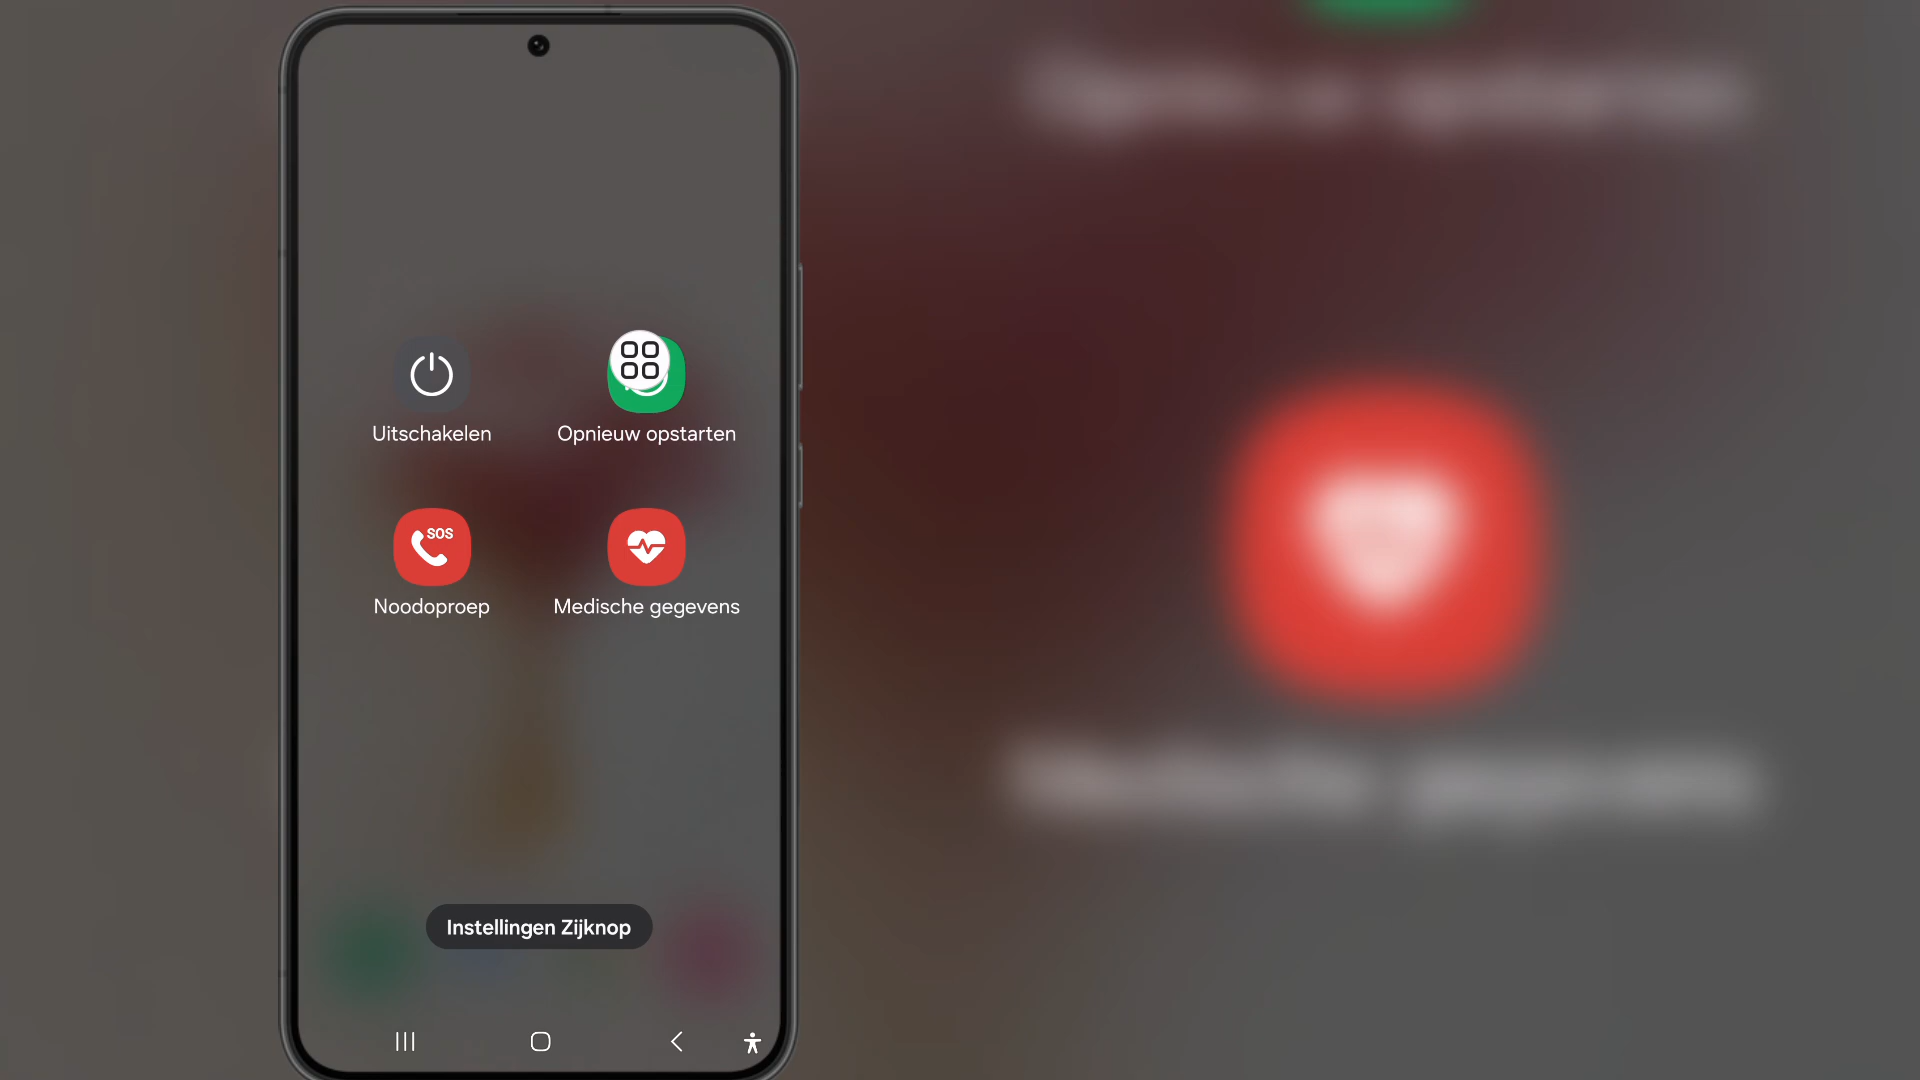 Uitschakelen
Opnieuw opstarten
SOS
Noodoproep
Medische gegevens
Instellingen Zijknop